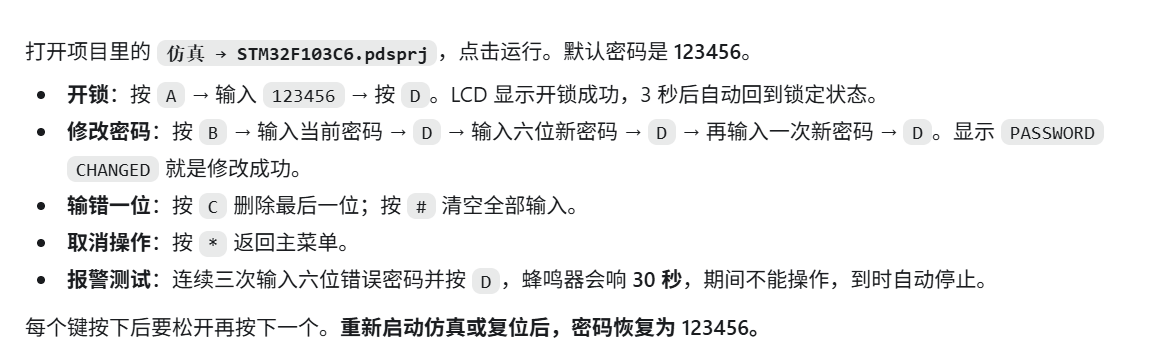 打开项目里的 仿真 → STM32F103C6.pdsprj，点击运行。默认密码是 123456。
• 开锁：按 A → 输入 123456 → 按 D。LCD 显示开锁成功，3 秒后自动回到锁定状态。
• 修改密码：按 B → 输入当前密码 → D → 输入六位新密码 → D → 再输入一次新密码 → D。显示 PASSWORD
CHANGED 就是修改成功。
• 输错一位：按 C 删除最后一位；按 # 清空全部输入。
• 取消操作：按 * 返回主菜单。
• 报警测试：连续三次输入六位错误密码并按 D，蜂鸣器会响 30 秒，期间不能操作，到时自动停止。
每个键按下后要松开再按下一个。重新启动仿真或复位后，密码恢复为 123456。